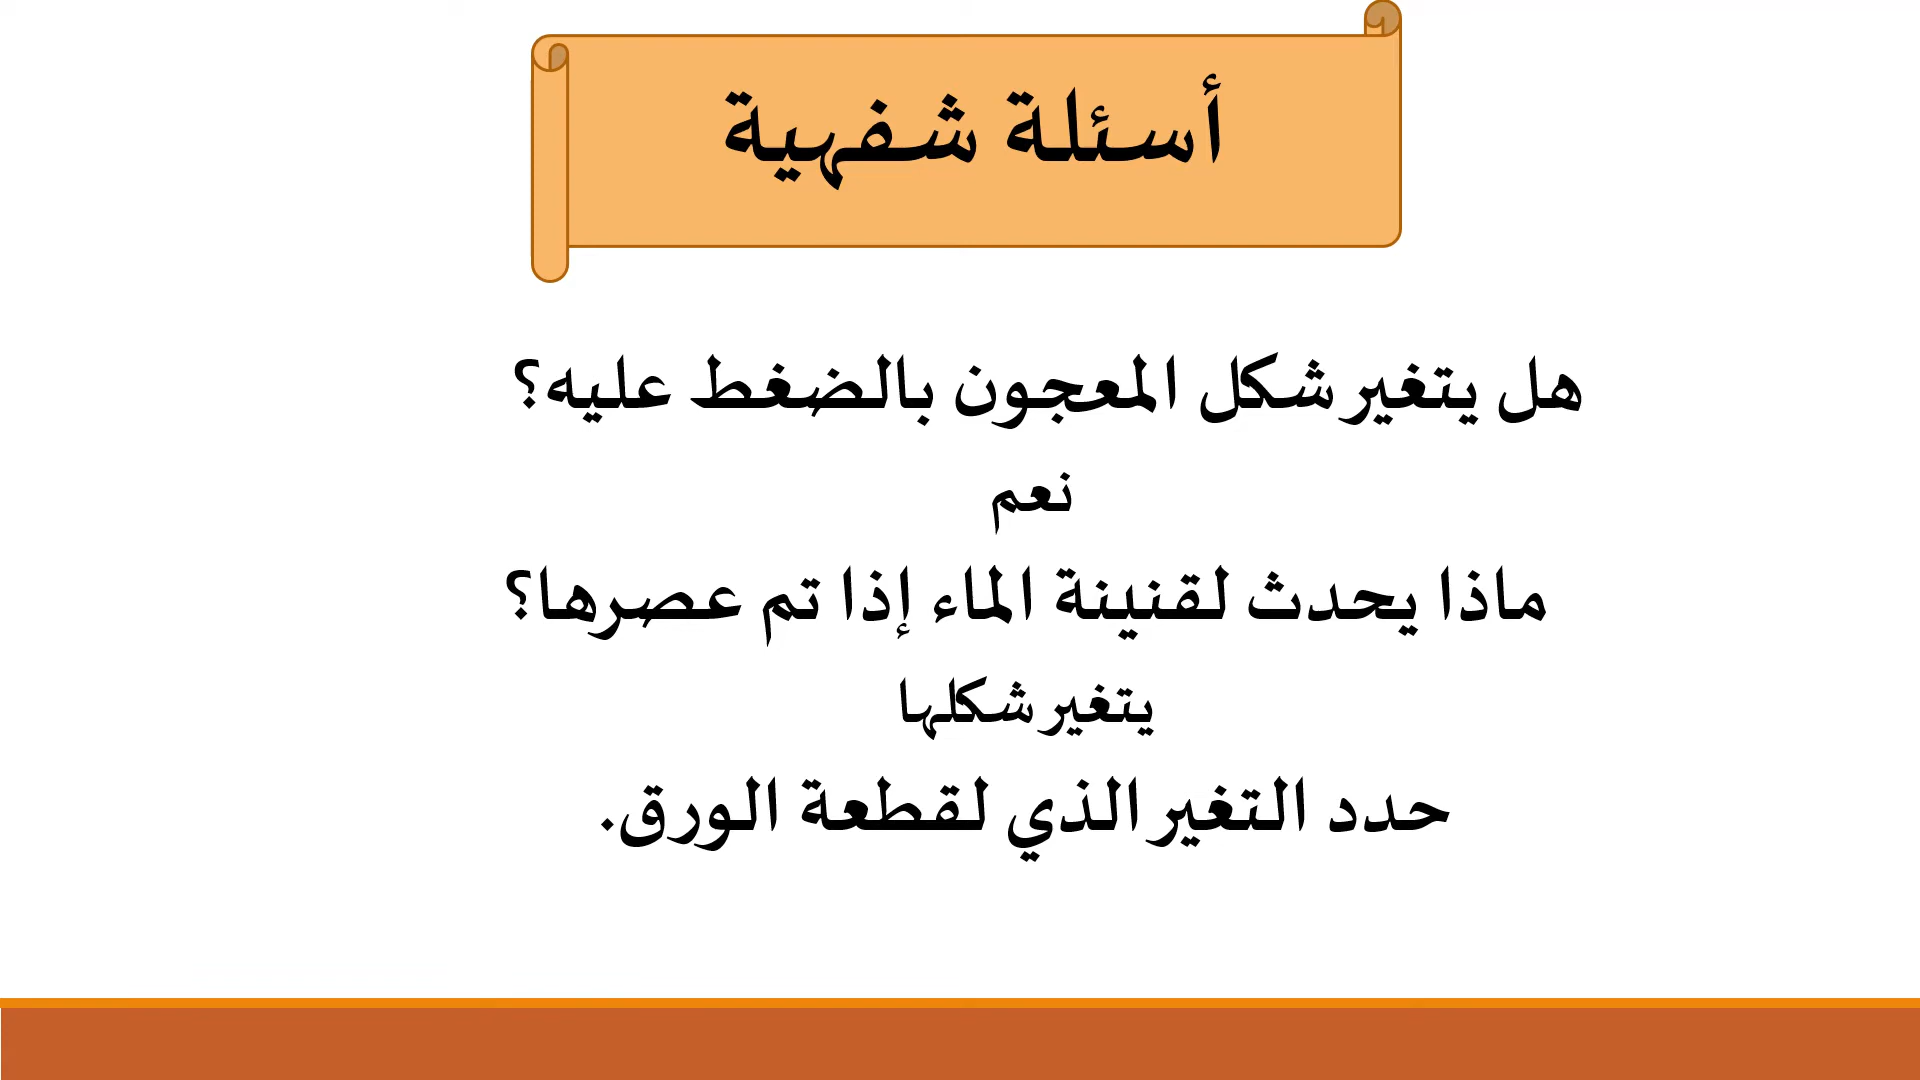 أسئلة شفهية
هل يتغير شكل المعجون بالضغط عليه؟
نعم
ماذا يحدث لقنينة الماء إذا تم عصرها؟
يتغير شكلها
حدد التغير الذي لقطعة الورق.